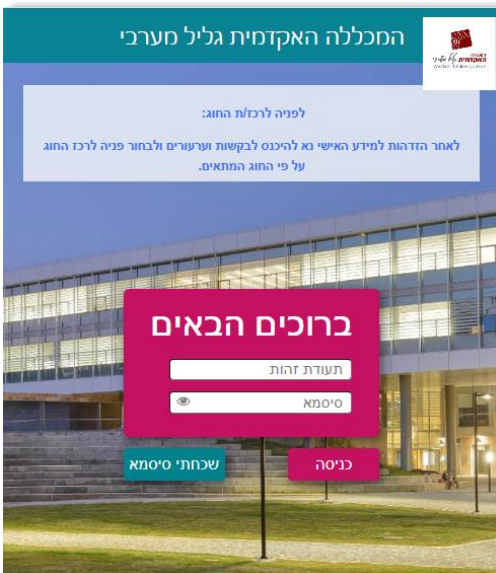 המכללה האקדמית גליל מערבי
לפניה לרכז/ת החוג:
לאחר הזדהות למידע האישי נא להיכנס לבקשות וערעורים ולבחור פניה לרכז החוג
על פי החוג המתאים.
ברוכים הבאים
תעודת זהות
סיסמא
כניסה
שכחתי סיסמא